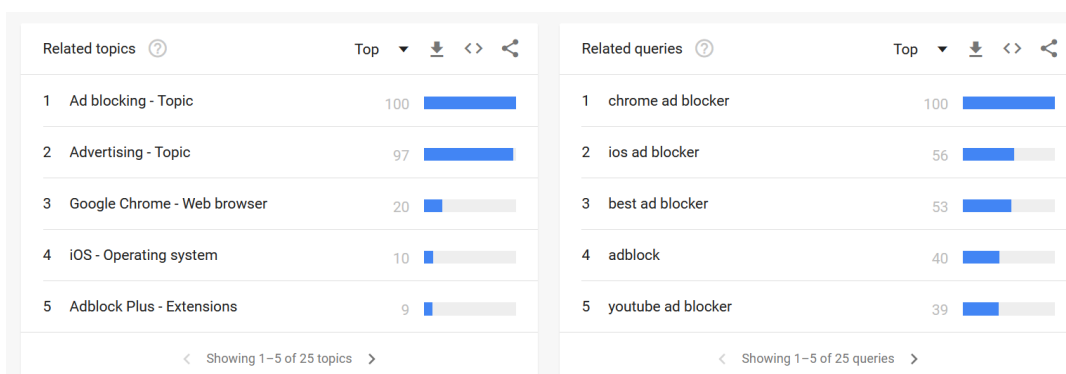 Related topics ? Top
1 Ad blocking - Topic 100
2 Advertising - Topic 97
3 Google Chrome - Web browser 20
4 iOS - Operating system 10
5 Adblock Plus - Extensions 9
Showing 1–5 of 25 topics
Related queries ? Top
1 chrome ad blocker 100
2 ios ad blocker 56
3 best ad blocker 53
4 adblock 40
5 youtube ad blocker 39
Showing 1–5 of 25 queries